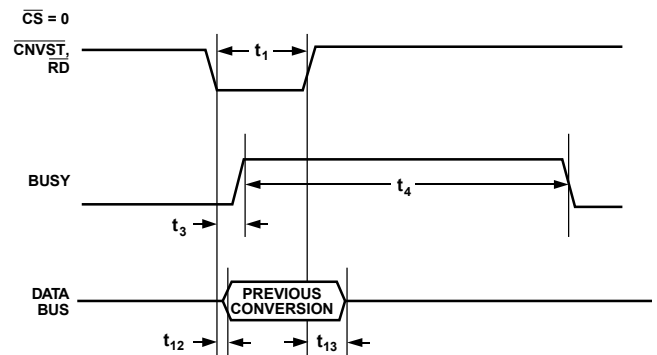 CS = 0
CNVST,
RD
t1
BUSY
t4
t3
DATA
BUS
PREVIOUS
CONVERSION
t12
t13